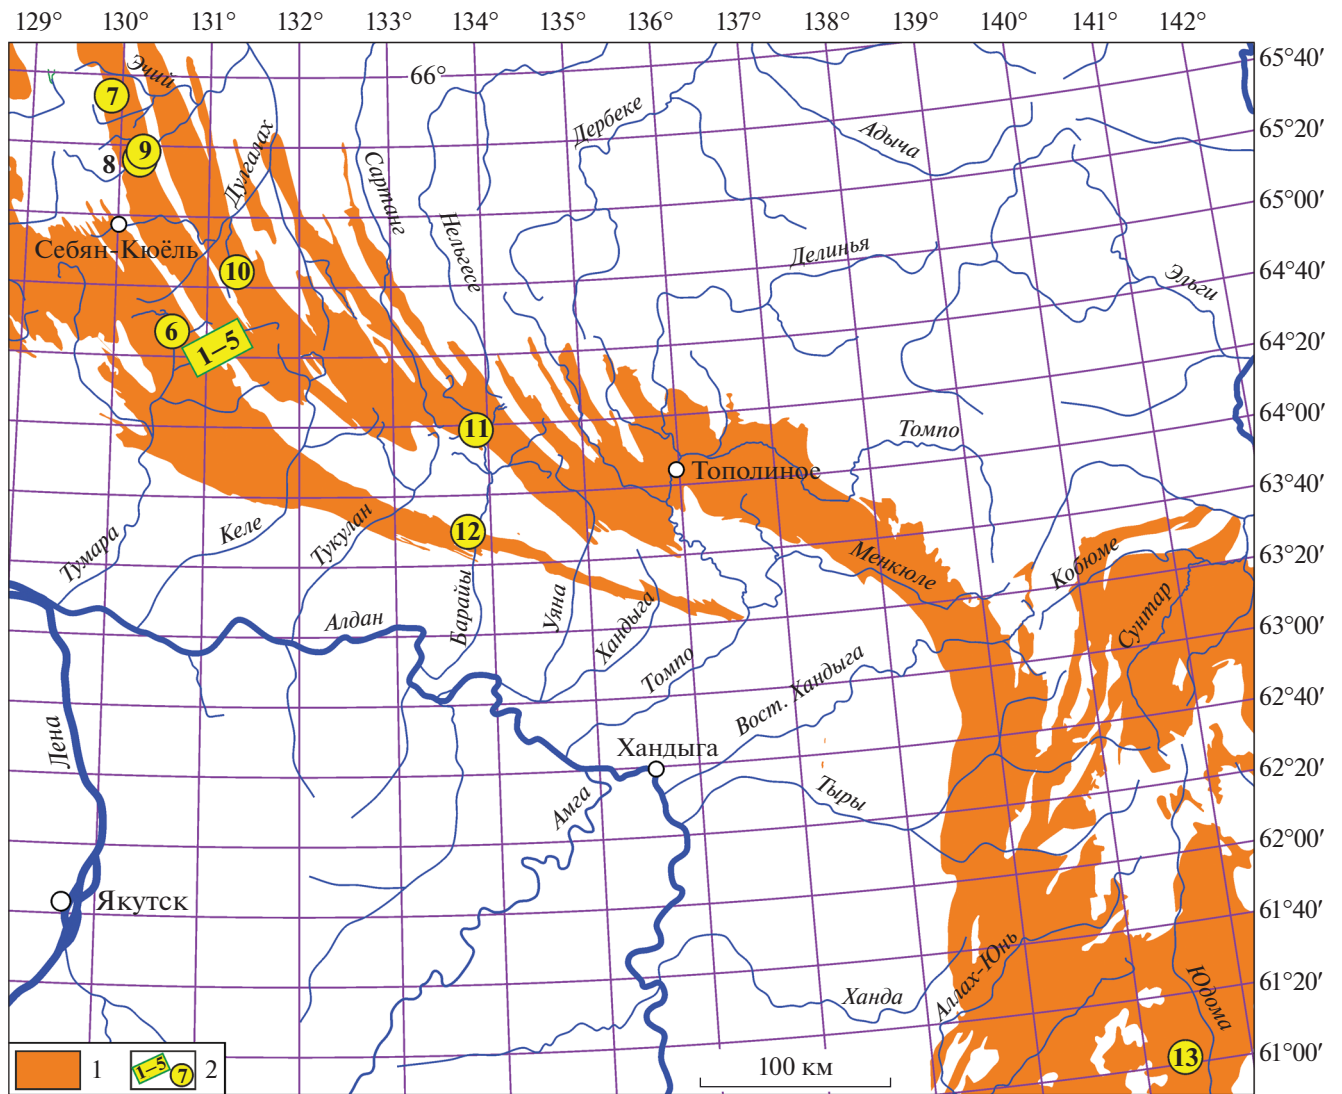 129° 130° 131° 132° 133° 134° 135° 136° 137° 138° 139° 140° 141° 142°
65°40′
66°
Эчий
7
Дербеке
Адыча
65°20′
9
8
Дулгалах
Сартанг
65°00′
Нельгесе
Себян-Кюёль
Делинья
64°40′
10
Эльги
6
1–5
64°20′
64°00′
11
Томпо
Тополиное
63°40′
12
Тумара
Келе
Тукулан
Менкюле
Кобюме
63°20′
Барайы
Уяна
Хандыга
Сунтар
Алдан
63°00′
Томпо
Вост. Хандыга
62°40′
Лена
Хандыга
62°20′
Амга
Тыры
62°00′
Якутск
61°40′
Аллах-Юнь
Ханда
Юдома
61°20′
13
61°00′
1
1–5
7
2
100 км